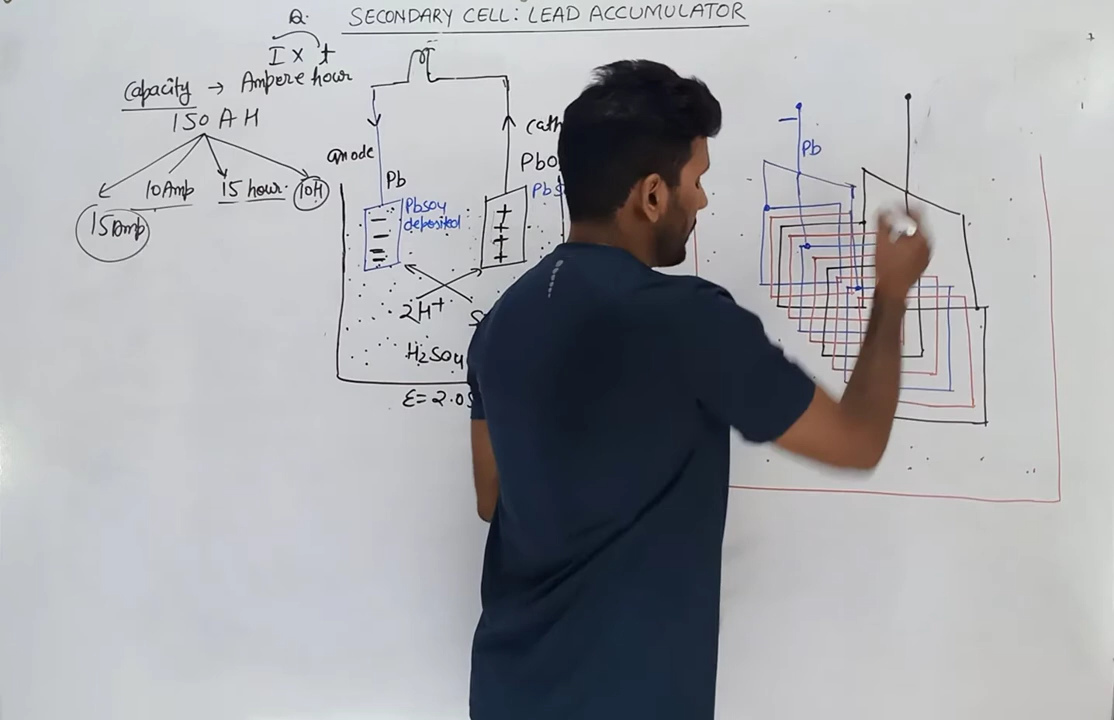 SECONDARY CELL: LEAD ACCUMULATOR
Q.
I × t
Capacity → Ampere hour
150 AH
10Amp
15 hour.
10H
15Amp
anode
Pb
PbSO4
deposited
-
-
-
-
+
+
+
+
2H+
H2SO4
-
Pb